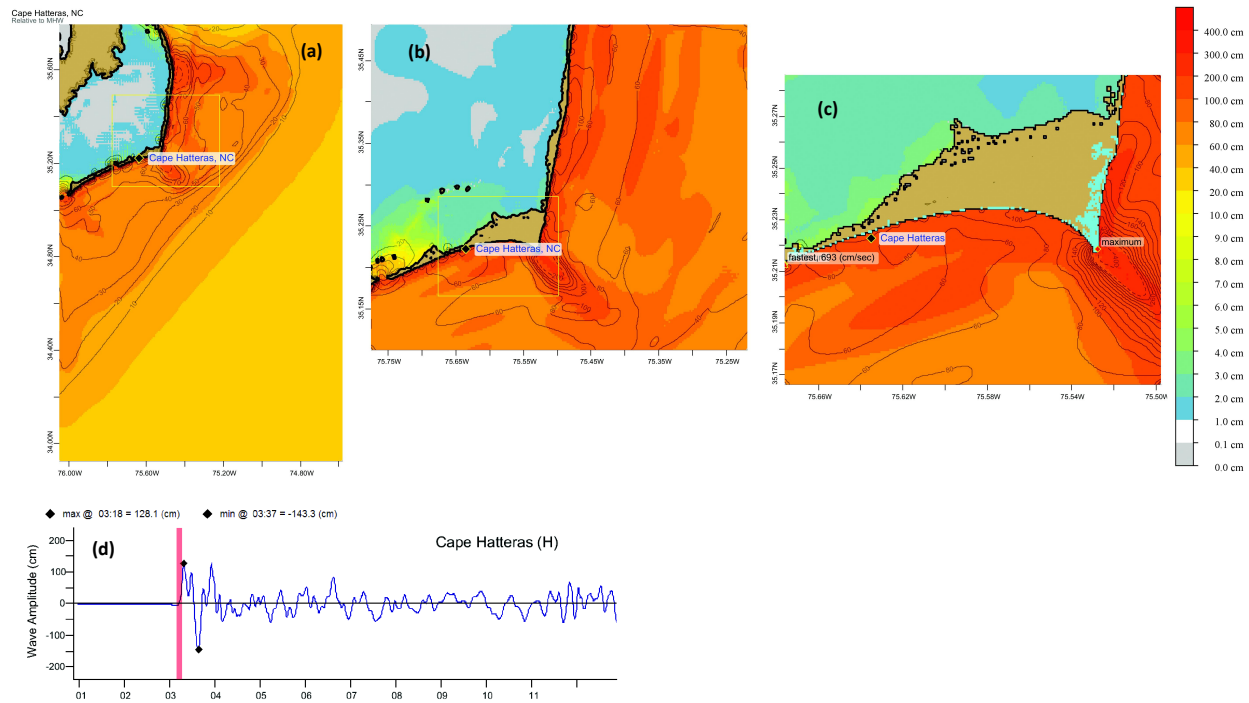 Cape Hatteras, NC
Relative to MHW
(a)
35.60N
35.20N
34.80N
34.40N
34.00N
76.00W
75.60W
75.20W
74.80W
Cape Hatteras, NC
(b)
35.45N
35.35N
35.25N
35.15N
75.75W
75.65W
75.55W
75.45W
75.35W
75.25W
Cape Hatteras, NC
(c)
35.27N
35.25N
35.23N
35.21N
35.19N
35.17N
75.66W
75.62W
75.58W
75.54W
75.50W
Cape Hatteras
fastest, 693 (cm/sec)
maximum
400.0 cm
300.0 cm
200.0 cm
100.0 cm
80.0 cm
60.0 cm
40.0 cm
20.0 cm
10.0 cm
9.0 cm
8.0 cm
7.0 cm
6.0 cm
5.0 cm
4.0 cm
3.0 cm
2.0 cm
1.0 cm
0.1 cm
0.0 cm
max @ 03:18 = 128.1 (cm)
min @ 03:37 = -143.3 (cm)
(d)
Cape Hatteras (H)
Wave Amplitude (cm)
200
100
0
-100
-200
01
02
03
04
05
06
07
08
09
10
11